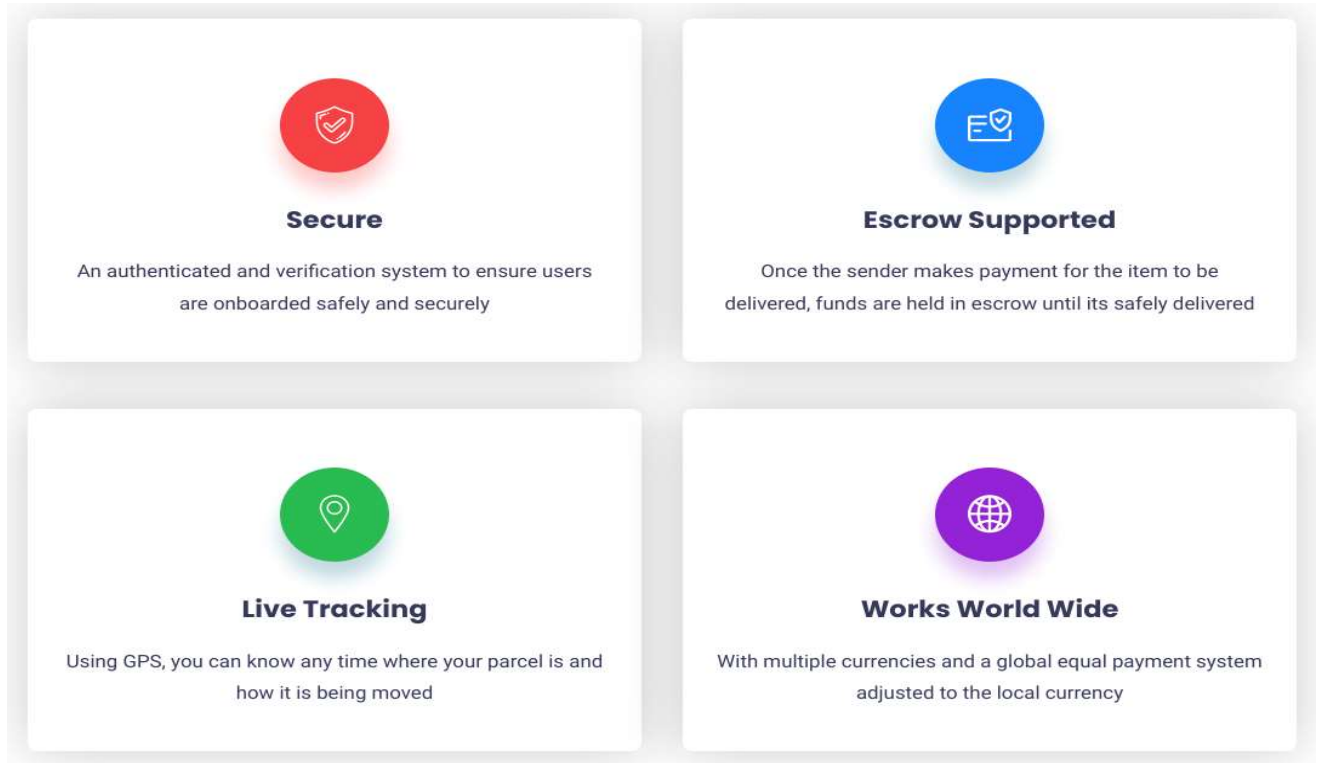 Secure
An authenticated and verification system to ensure users
are onboarded safely and securely
Escrow Supported
Once the sender makes payment for the item to be
delivered, funds are held in escrow until its safely delivered
Live Tracking
Using GPS, you can know any time where your parcel is and
how it is being moved
Works World Wide
With multiple currencies and a global equal payment system
adjusted to the local currency